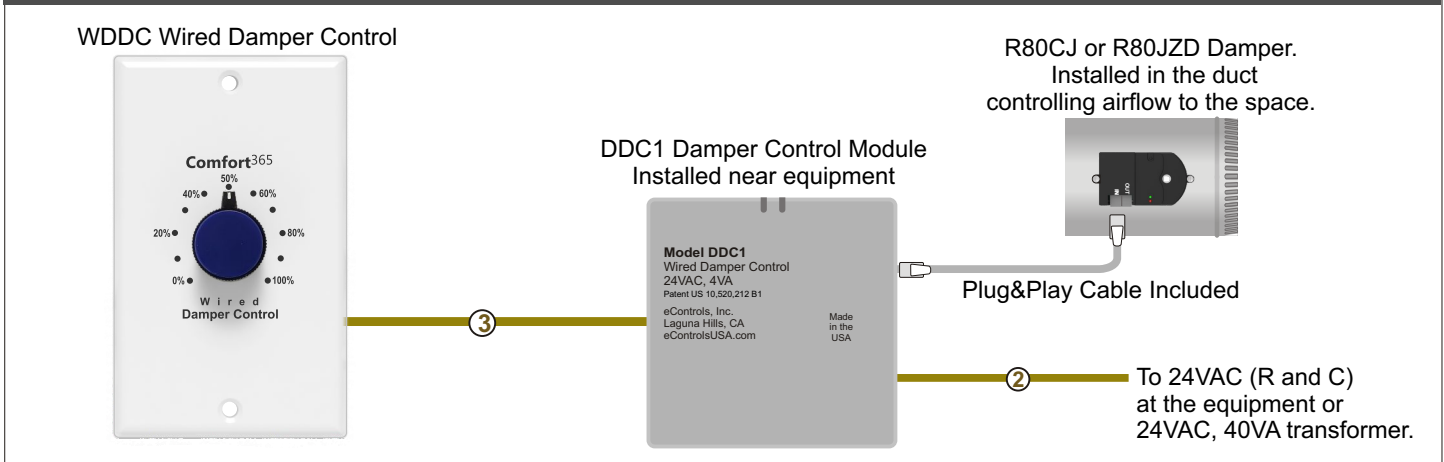 WDDC Wired Damper Control
Comfort365
50%
40%
60%
20%
80%
0%
100%
Wired
Damper Control
3
DDC1 Damper Control Module
Installed near equipment
Model DDC1
Wired Damper Control
24VAC, 4VA
Patent US 10,520,212 B1
eControls, Inc.
Laguna Hills, CA
eControlsUSA.com
Made
in the
USA
R80CJ or R80JZD Damper.
Installed in the duct
controlling airflow to the space.
OUT
IN
Plug&Play Cable Included
2
To 24VAC (R and C)
at the equipment or
24VAC, 40VA transformer.